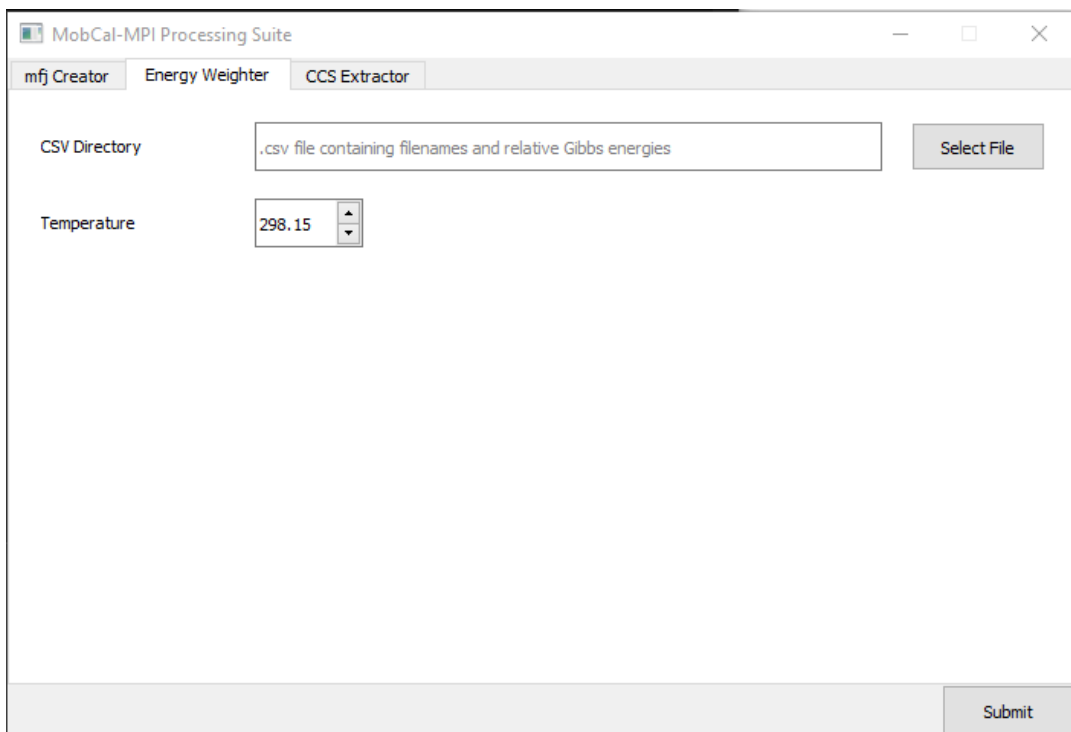 MobCal-MPI Processing Suite
mfj Creator Energy Weighter CCS Extractor
CSV Directory .csv file containing filenames and relative Gibbs energies Select File
Temperature 298.15
Submit